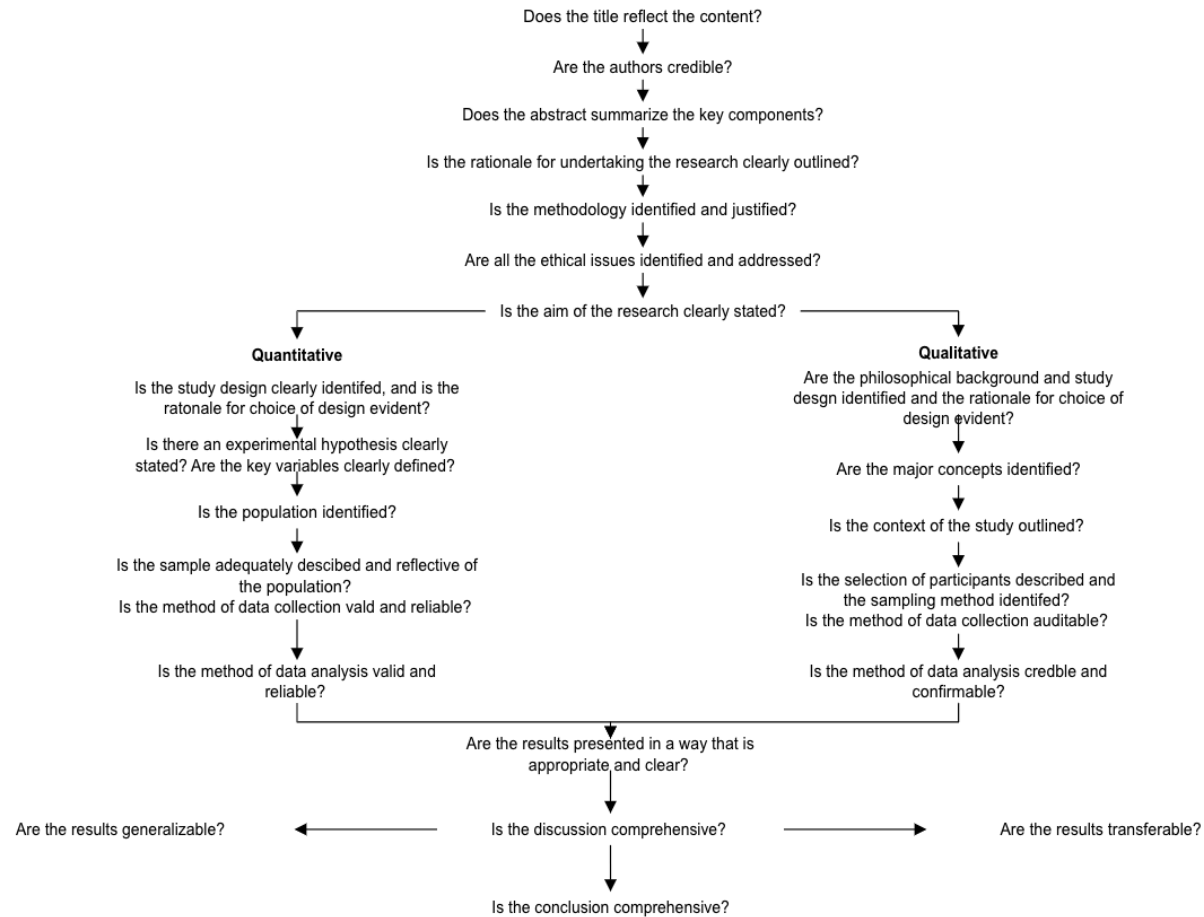 Does the title reflect the content?
Are the authors credible?
Does the abstract summarize the key components?
Is the rationale for undertaking the research clearly outlined?
Is the methodology identified and justified?
Are all the ethical issues identified and addressed?
Is the aim of the research clearly stated?
Quantitative
Is the study design clearly identifed, and is the
ratonale for choice of design evident?
Is there an experimental hypothesis clearly
stated? Are the key variables clearly defined?
Is the population identified?
Is the sample adequately descibed and reflective of
the population?
Is the method of data collection vald and reliable?
Is the method of data analysis valid and
reliable?
Qualitative
Are the philosophical background and study
desgn identified and the rationale for choice of
design evident?
Are the major concepts identified?
Is the context of the study outlined?
Is the selection of participants described and
the sampling method identifed?
Is the method of data collection auditable?
Is the method of data analysis credble and
confirmable?
Are the results presented in a way that is
appropriate and clear?
Are the results generalizable?
Is the discussion comprehensive?
Are the results transferable?
Is the conclusion comprehensive?